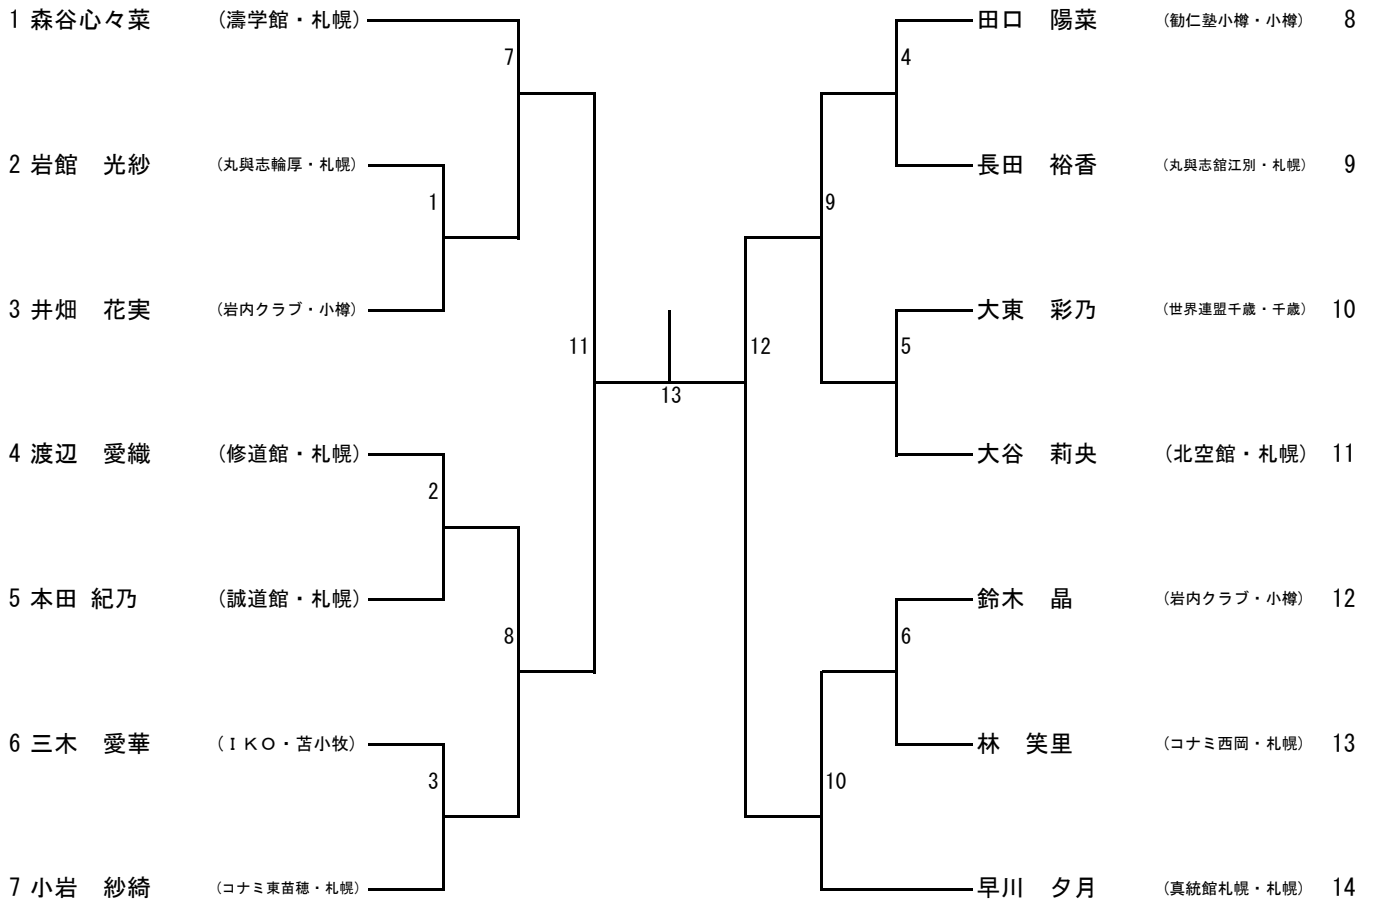 1 森谷心々菜 (濤学館・札幌)
7
2 岩館 光紗 (丸與志輪厚・札幌)
1
3 井畑 花実 (岩内クラブ・小樽)
11
4 渡辺 愛織 (修道館・札幌)
2
5 本田 紀乃 (誠道館・札幌)
8
6 三木 愛華 (ＩＫＯ・苫小牧)
3
7 小岩 紗綺 (コナミ東苗穂・札幌)
13
田口 陽菜 (勧仁塾小樽・小樽) 8
4
長田 裕香 (丸與志舘江別・札幌) 9
9
大東 彩乃 (世界連盟千歳・千歳) 10
12
5
大谷 莉央 (北空館・札幌) 11
鈴木 晶 (岩内クラブ・小樽) 12
6
林 笑里 (コナミ西岡・札幌) 13
10
早川 夕月 (真統館札幌・札幌) 14